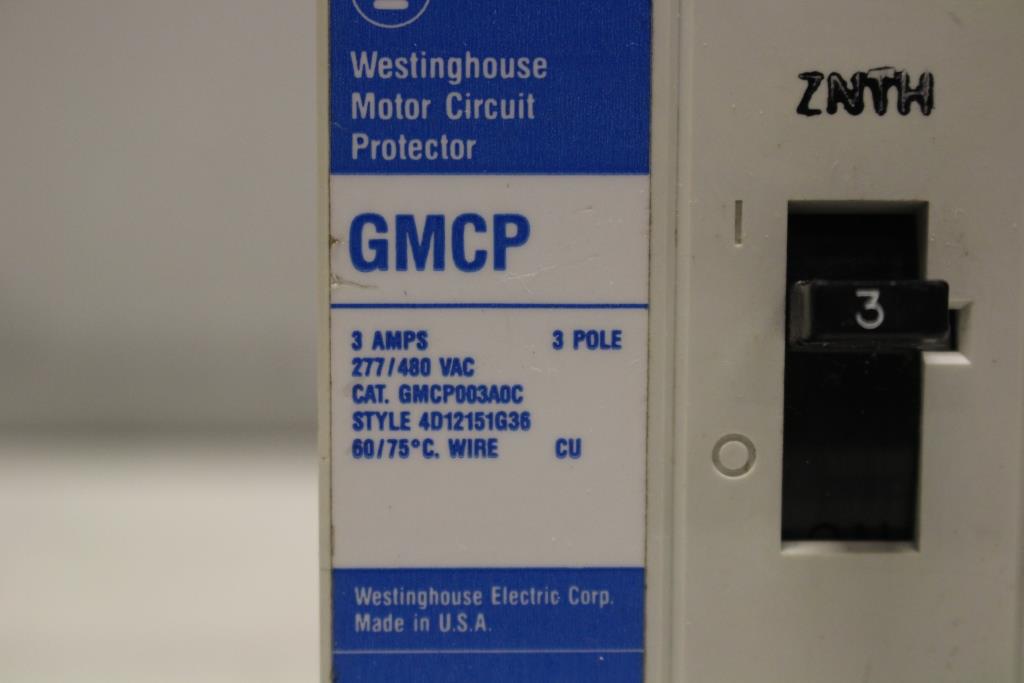 Westinghouse
Motor Circuit
Protector
GMCP
3 AMPS 3 POLE
277/480 VAC
CAT. GMCP003A0C
STYLE 4D12151G36
60/75°C. WIRE CU
Westinghouse Electric Corp.
Made in U.S.A.
ZNTH
I
3
O